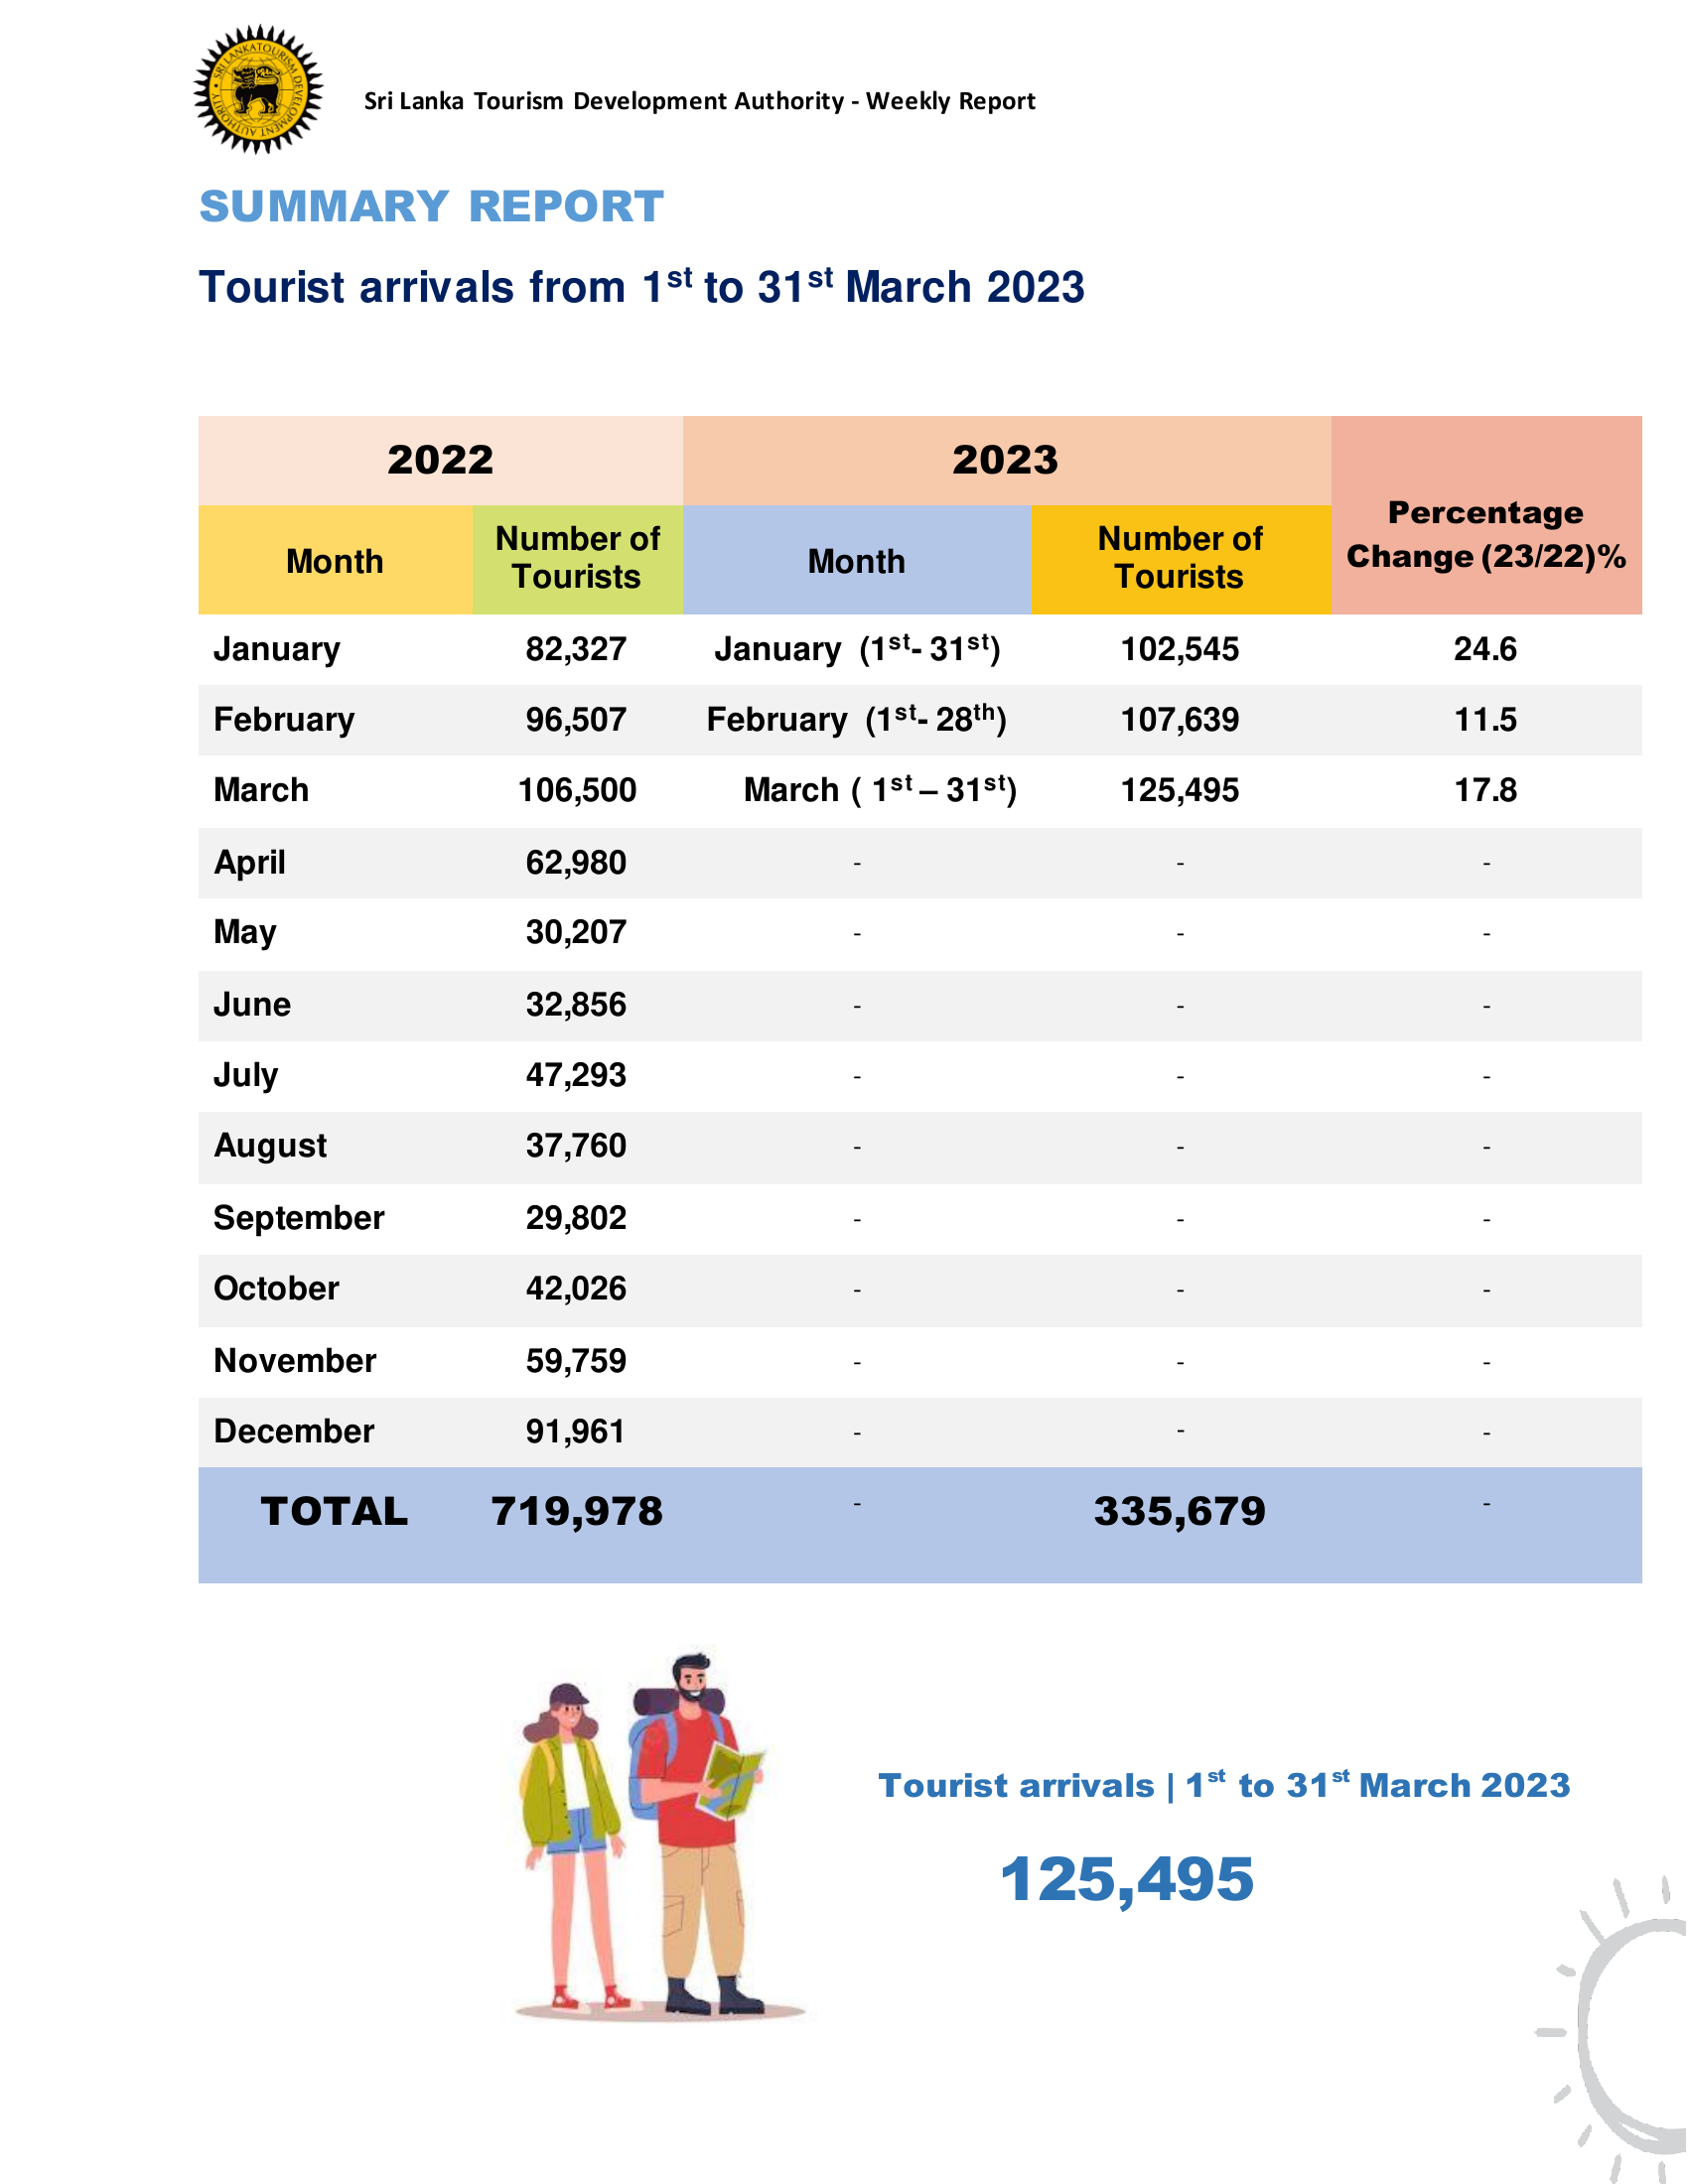 SRI LANKA TOURISM DEVELOPMENT AUTHORITY
Sri Lanka Tourism Development Authority - Weekly Report
SUMMARY REPORT
Tourist arrivals from 1st to 31st March 2023
2022 2023 Percentage Change (23/22)%
Month Number of Tourists Month Number of Tourists
January 82,327 January (1st- 31st) 102,545 24.6
February 96,507 February (1st- 28th) 107,639 11.5
March 106,500 March ( 1st – 31st) 125,495 17.8
April 62,980 - - -
May 30,207 - - -
June 32,856 - - -
July 47,293 - - -
August 37,760 - - -
September 29,802 - - -
October 42,026 - - -
November 59,759 - - -
December 91,961 - - -
TOTAL 719,978 - 335,679 -
Tourist arrivals | 1st to 31st March 2023
125,495